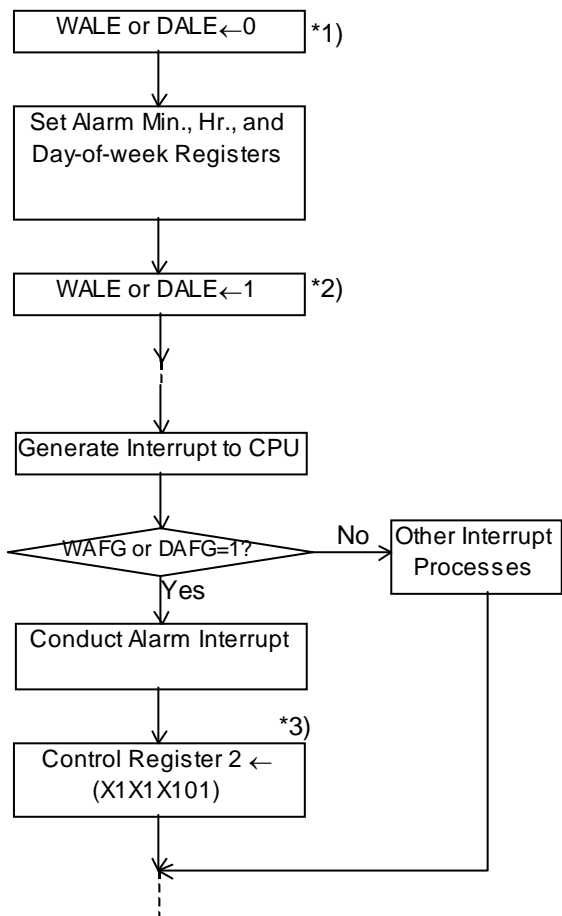 WALE or DALE←0
*1)
Set Alarm Min., Hr., and
Day-of-week Registers
WALE or DALE←1
*2)
Generate Interrupt to CPU
WAFG or DAFG=1?
No
Other Interrupt
Processes
Yes
Conduct Alarm Interrupt
*3)
Control Register 2 ←
(X1X1X101)